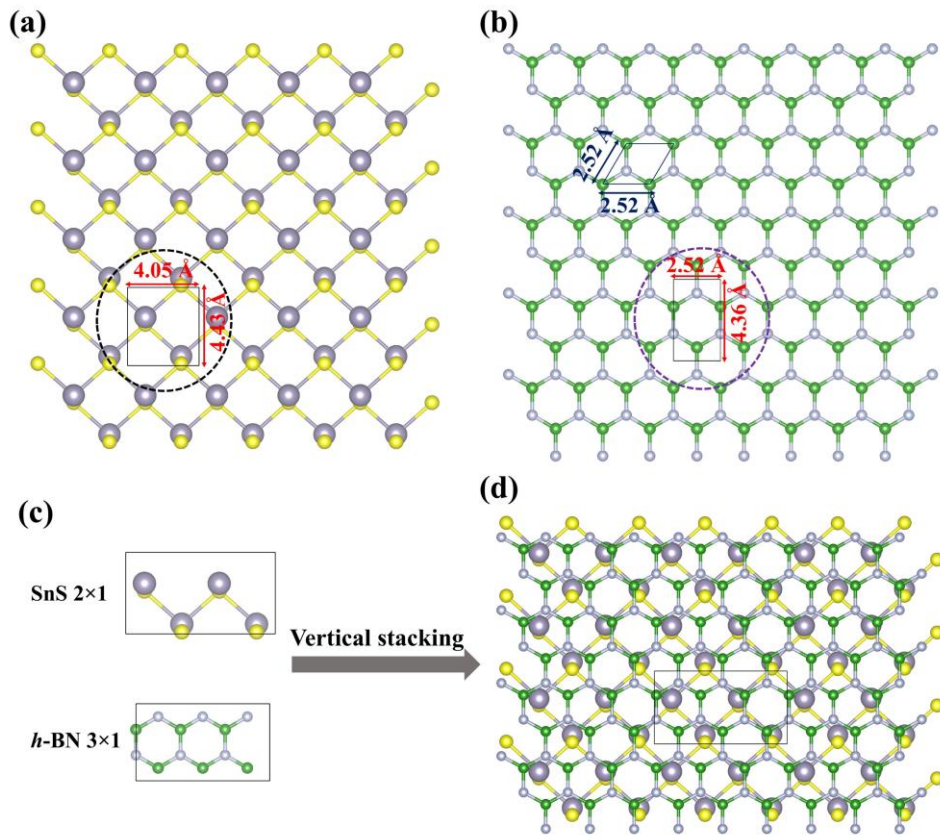 (a)
4.05 Å
4.43 Å
(b)
2.52 Å
2.52 Å
2.52 Å
4.36 Å
(c)
SnS 2×1
h-BN 3×1
Vertical stacking
(d)